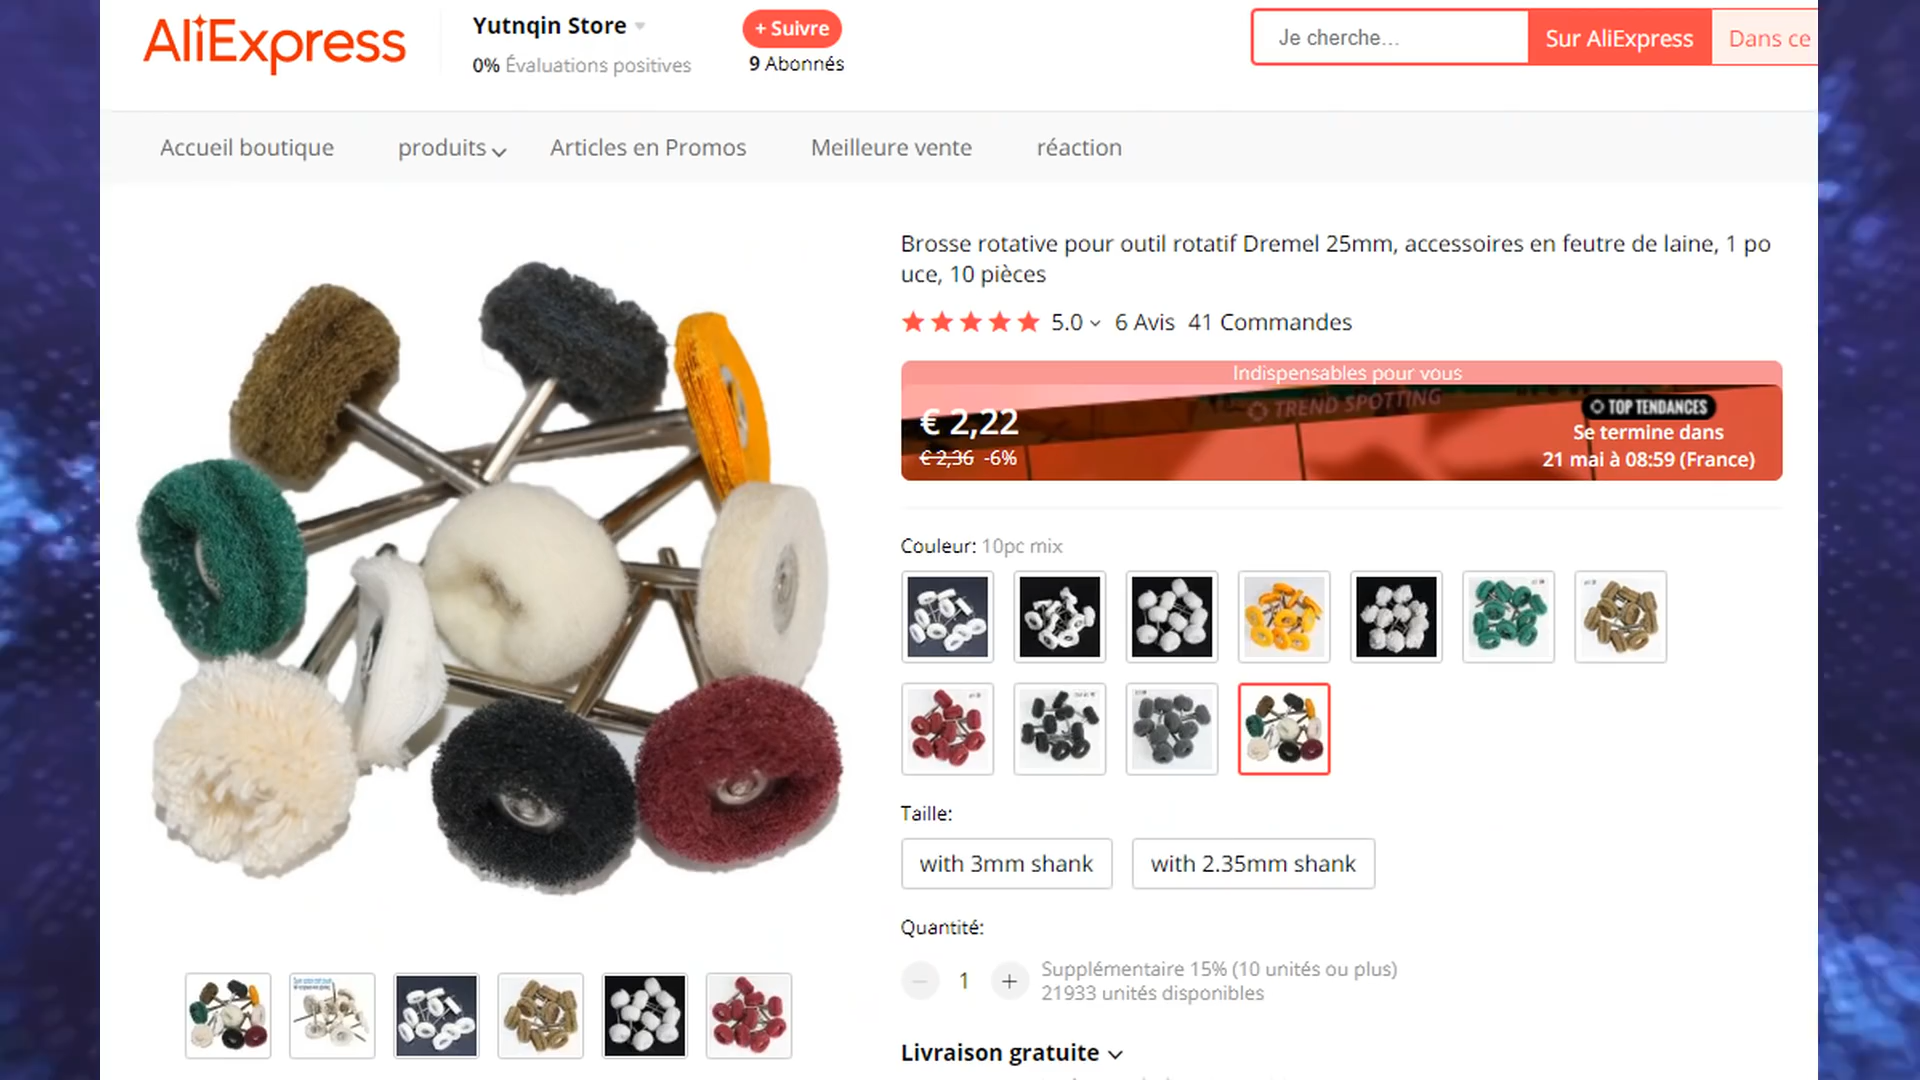 AliExpress
Yutnqin Store
+ Suivre
0% Évaluations positives
9 Abonnés
Je cherche...
Sur AliExpress
Dans ce
Accueil boutique
produits
Articles en Promos
Meilleure vente
réaction
Brosse rotative pour outil rotatif Dremel 25mm, accessoires en feutre de laine, 1 po
uce, 10 pièces
5.0 6 Avis 41 Commandes
Indispensables pour vous
TREND SPOTTING
€ 2,22
€ 2,36 -6%
TOP TENDANCES
Se termine dans
21 mai à 08:59 (France)
Couleur: 10pc mix
Taille:
with 3mm shank
with 2.35mm shank
Quantité:
1
+
Supplémentaire 15% (10 unités ou plus)
21933 unités disponibles
Livraison gratuite